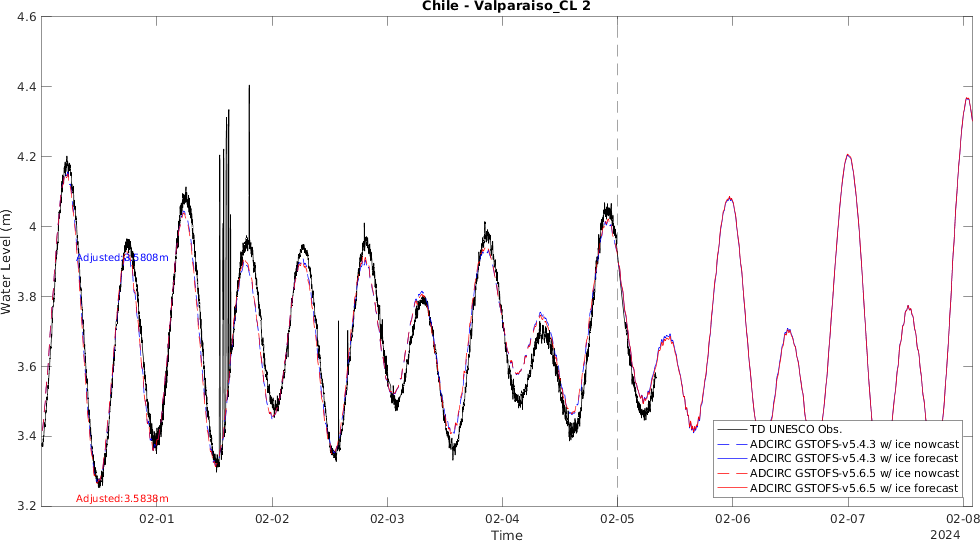 Chile - Valparaiso_CL 2
4.6
4.4
4.2
4
3.8
3.6
3.4
3.2
Water Level (m)
Adjusted:3.5808m
Adjusted:3.5838m
TD UNESCO Obs.
ADCIRC GSTOFS-v5.4.3 w/ ice nowcast
ADCIRC GSTOFS-v5.4.3 w/ ice forecast
ADCIRC GSTOFS-v5.6.5 w/ ice nowcast
ADCIRC GSTOFS-v5.6.5 w/ ice forecast
02-01 02-02 02-03 02-04 02-05 02-06 02-07 02-08
2024
Time